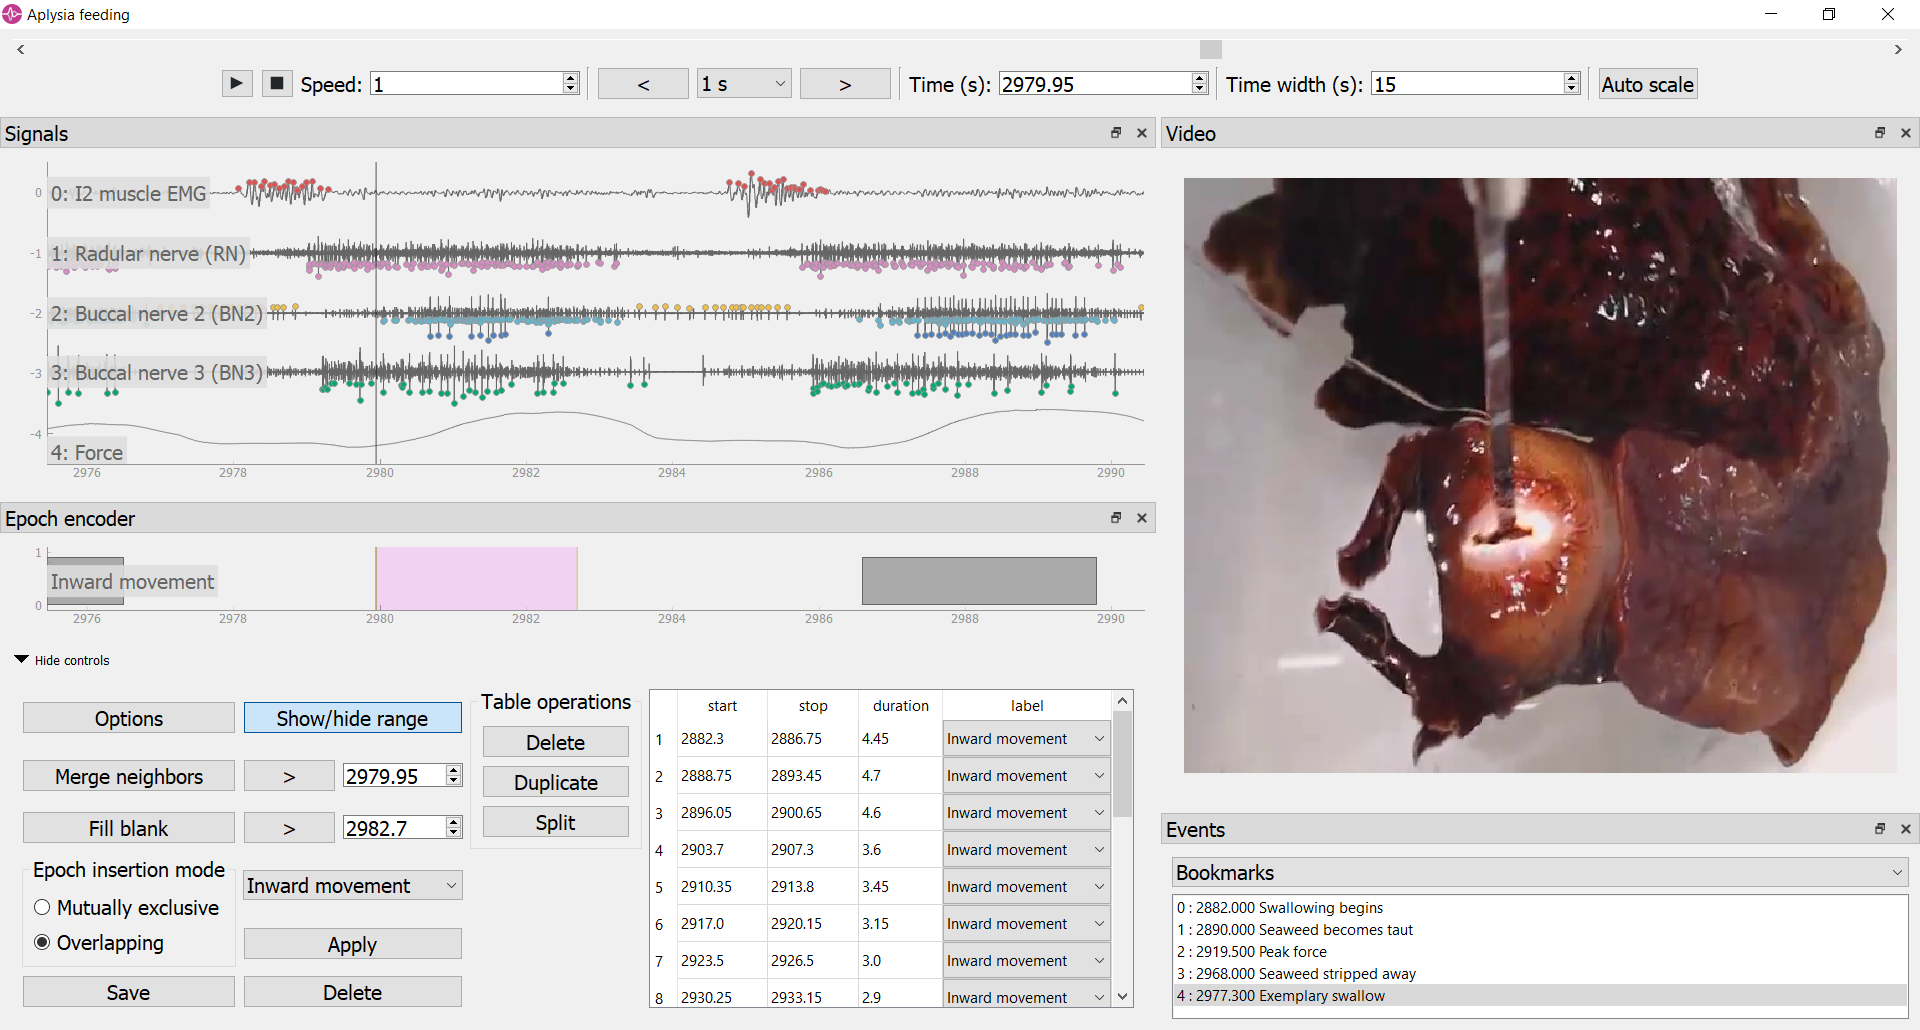 Aplysia feeding
Speed: 1 < 1 s > Time (s): 2979.95 Time width (s): 15 Auto scale
Signals
0 0: I2 muscle EMG
-1 1: Radular nerve (RN)
-2 2: Buccal nerve 2 (BN2)
-3 3: Buccal nerve 3 (BN3)
-4
4: Force
2976 2978 2980 2982 2984 2986 2988 2990
Epoch encoder
1
Inward movement
0
2976 2978 2980 2982 2984 2986 2988 2990
Hide controls
Options Show/hide range
Merge neighbors > 2979.95
Fill blank > 2982.7
Epoch insertion mode
Mutually exclusive
Overlapping
Inward movement
Apply
Save Delete
Table operations
Delete
Duplicate
Split
start stop duration label
1 2882.3 2886.75 4.45 Inward movement
2 2888.75 2893.45 4.7 Inward movement
3 2896.05 2900.65 4.6 Inward movement
4 2903.7 2907.3 3.6 Inward movement
5 2910.35 2913.8 3.45 Inward movement
6 2917.0 2920.15 3.15 Inward movement
7 2923.5 2926.5 3.0 Inward movement
8 2930.25 2933.15 2.9 Inward movement
Video
Events
Bookmarks
0 : 2882.000 Swallowing begins
1 : 2890.000 Seaweed becomes taut
2 : 2919.500 Peak force
3 : 2968.000 Seaweed stripped away
4 : 2977.300 Exemplary swallow